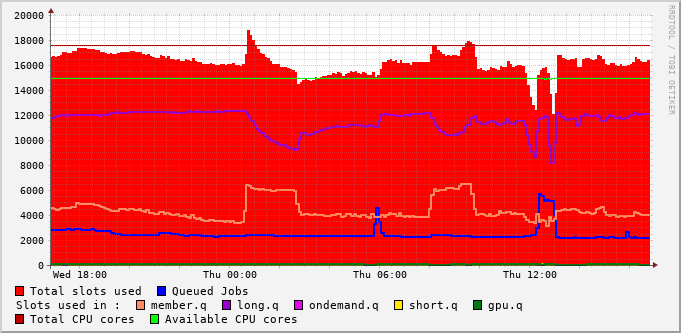 20000
18000
16000
14000
12000
10000
8000
6000
4000
2000
0
Wed 18:00 Thu 00:00 Thu 06:00 Thu 12:00
Total slots used Queued Jobs
Slots used in : member.q long.q ondemand.q short.q gpu.q
Total CPU cores Available CPU cores
RRDTOOL / TOBI OETIKER